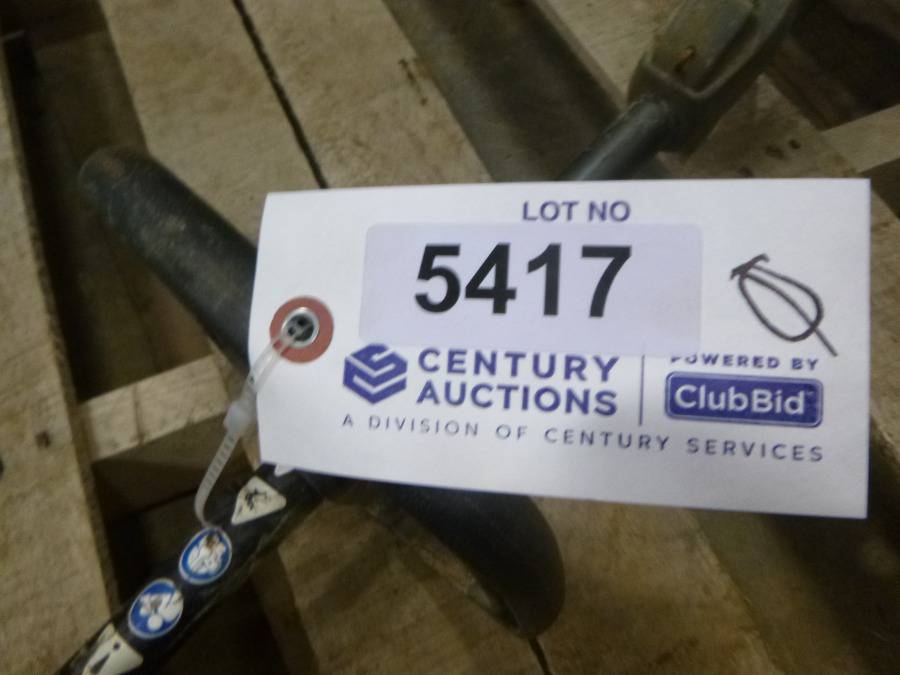 LOT NO
5417
CENTURY
AUCTIONS
POWERED BY
ClubBid
A DIVISION OF CENTURY SERVICES